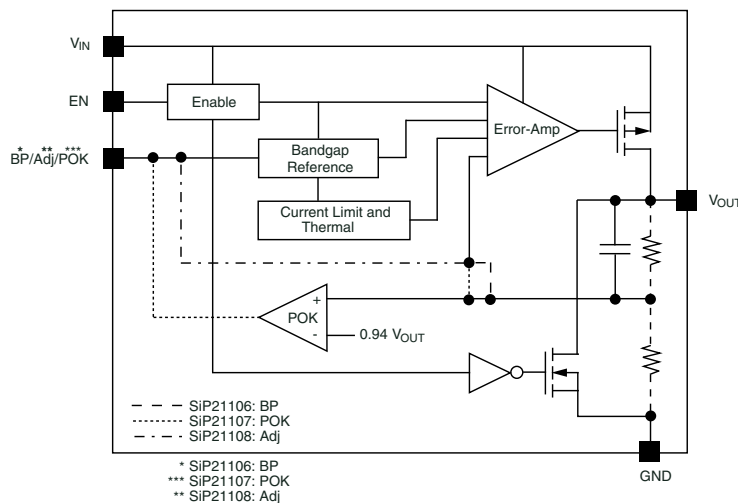 VIN
EN
Enable
* ** ***
BP/Adj/POK
Bandgap
Reference
Current Limit and
Thermal
Error-Amp
VOUT
+
POK
-
0.94 VOUT
SiP21106: BP
SiP21107: POK
SiP21108: Adj
GND
* SiP21106: BP
*** SiP21107: POK
** SiP21108: Adj